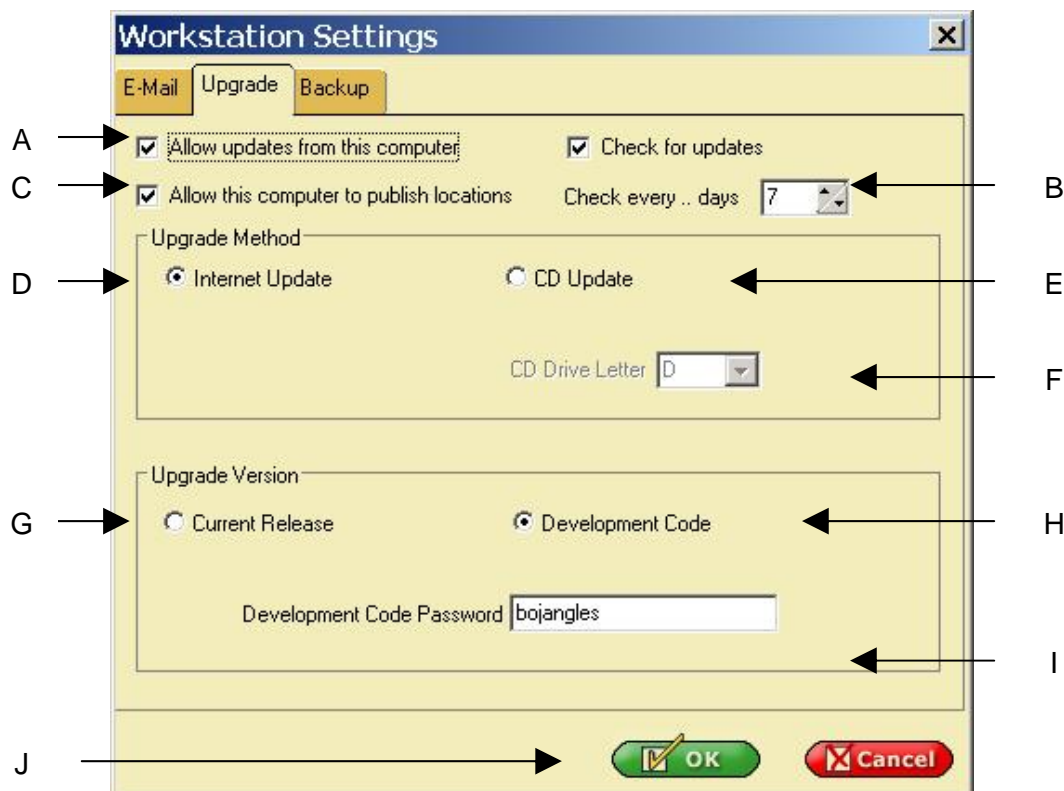 Workstation Settings
E-Mail Upgrade Backup
A Allow updates from this computer Check for updates
C Allow this computer to publish locations Check every .. days 7 B
Upgrade Method
D Internet Update CD Update E
CD Drive Letter D F
Upgrade Version
G Current Release Development Code H
Development Code Password bojangles
I
J OK Cancel